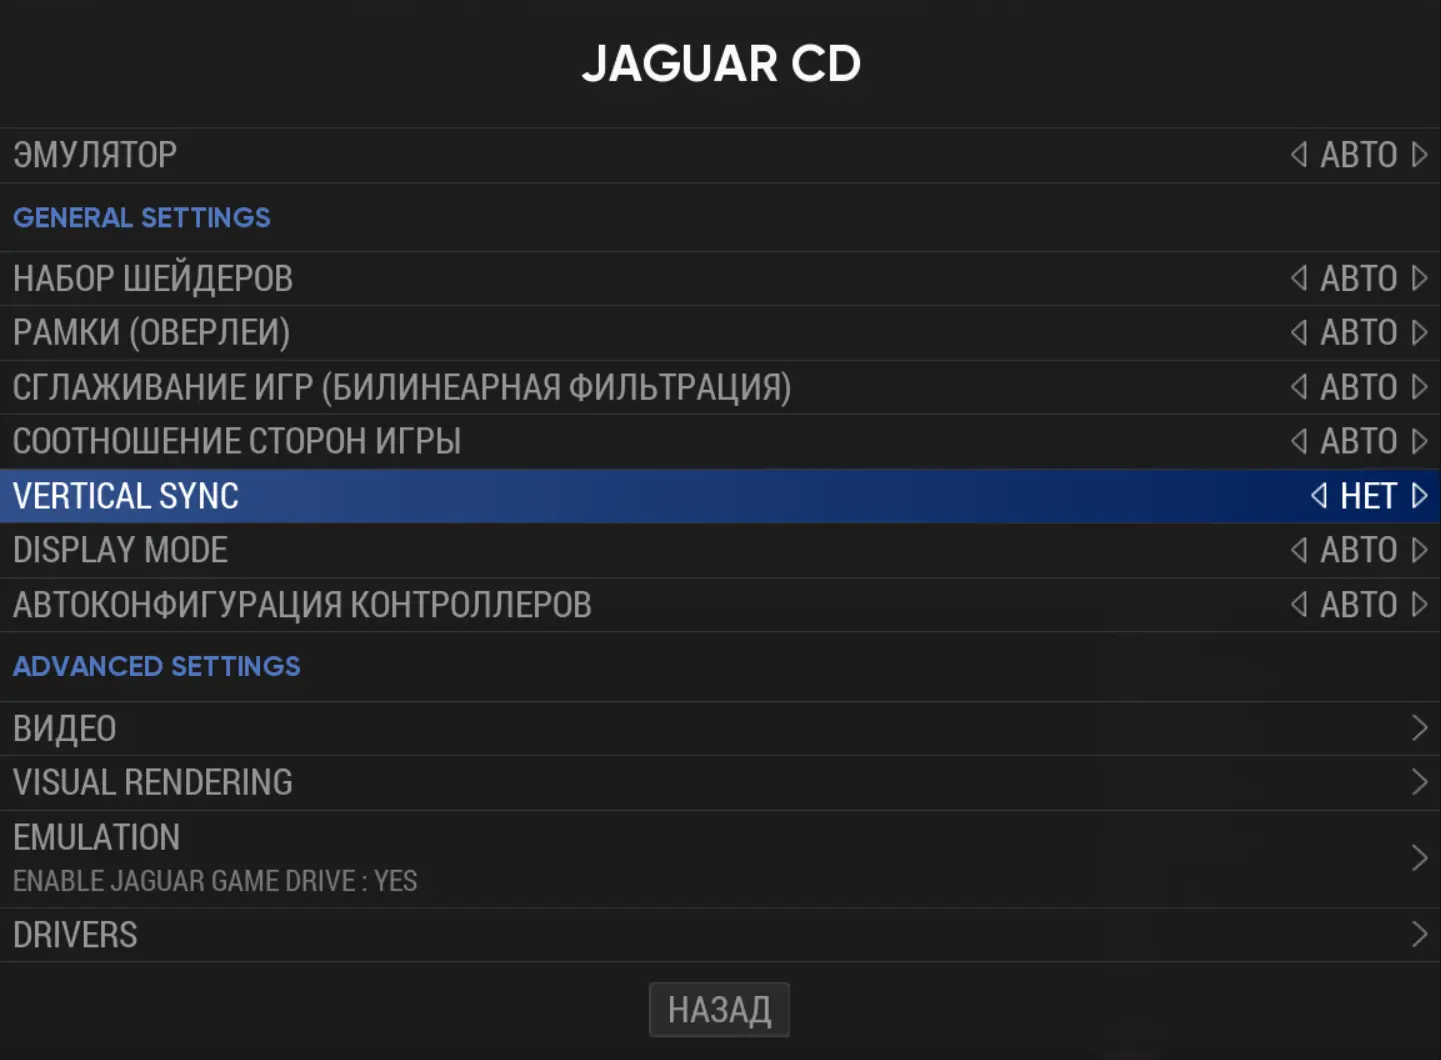 JAGUAR CD
ЭМУЛЯТОР АВТО
GENERAL SETTINGS
НАБОР ШЕЙДЕРОВ АВТО
РАМКИ (ОВЕРЛЕИ) АВТО
СГЛАЖИВАНИЕ ИГР (БИЛИНЕАРНАЯ ФИЛЬТРАЦИЯ) АВТО
СООТНОШЕНИЕ СТОРОН ИГРЫ АВТО
VERTICAL SYNC НЕТ
DISPLAY MODE АВТО
АВТОКОНФИГУРАЦИЯ КОНТРОЛЛЕРОВ АВТО
ADVANCED SETTINGS
ВИДЕО
VISUAL RENDERING
EMULATION
ENABLE JAGUAR GAME DRIVE : YES
DRIVERS
НАЗАД